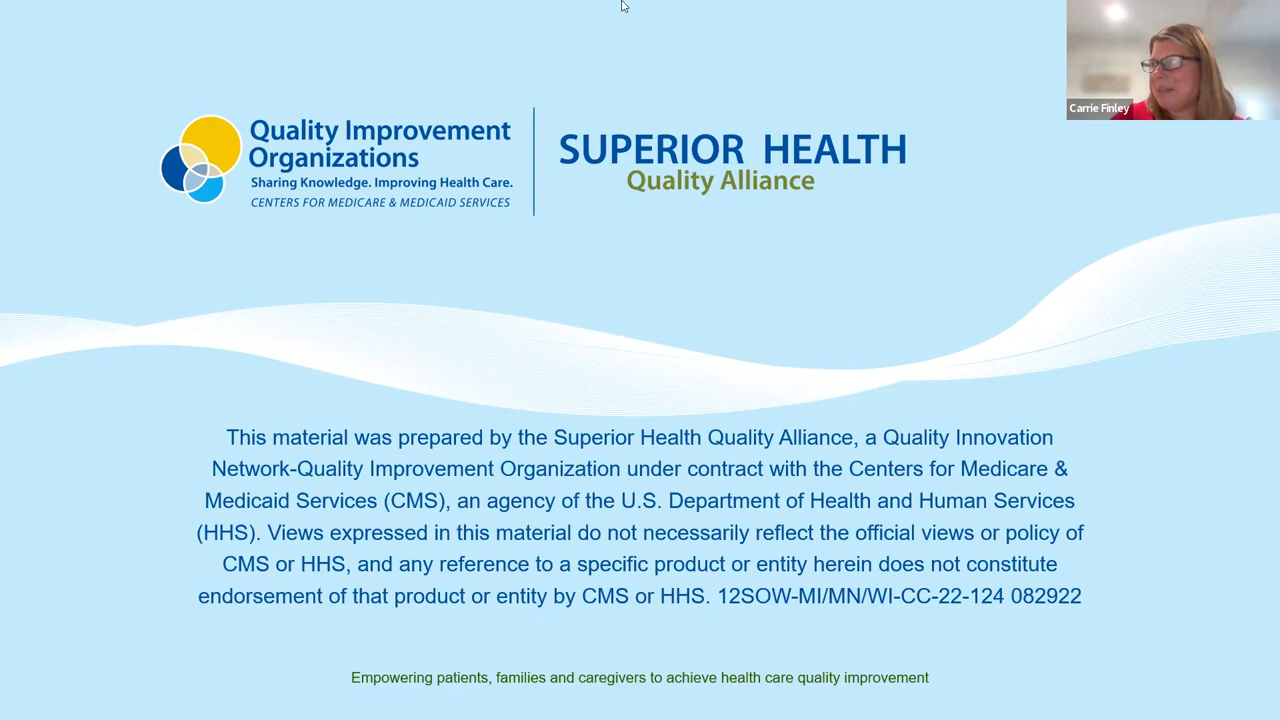 Carrie Finley
Quality Improvement
Organizations
Sharing Knowledge. Improving Health Care.
CENTERS FOR MEDICARE & MEDICAID SERVICES
SUPERIOR HEALTH
Quality Alliance
This material was prepared by the Superior Health Quality Alliance, a Quality Innovation
Network-Quality Improvement Organization under contract with the Centers for Medicare &
Medicaid Services (CMS), an agency of the U.S. Department of Health and Human Services
(HHS). Views expressed in this material do not necessarily reflect the official views or policy of
CMS or HHS, and any reference to a specific product or entity herein does not constitute
endorsement of that product or entity by CMS or HHS. 12SOW-MI/MN/WI-CC-22-124 082922
Empowering patients, families and caregivers to achieve health care quality improvement